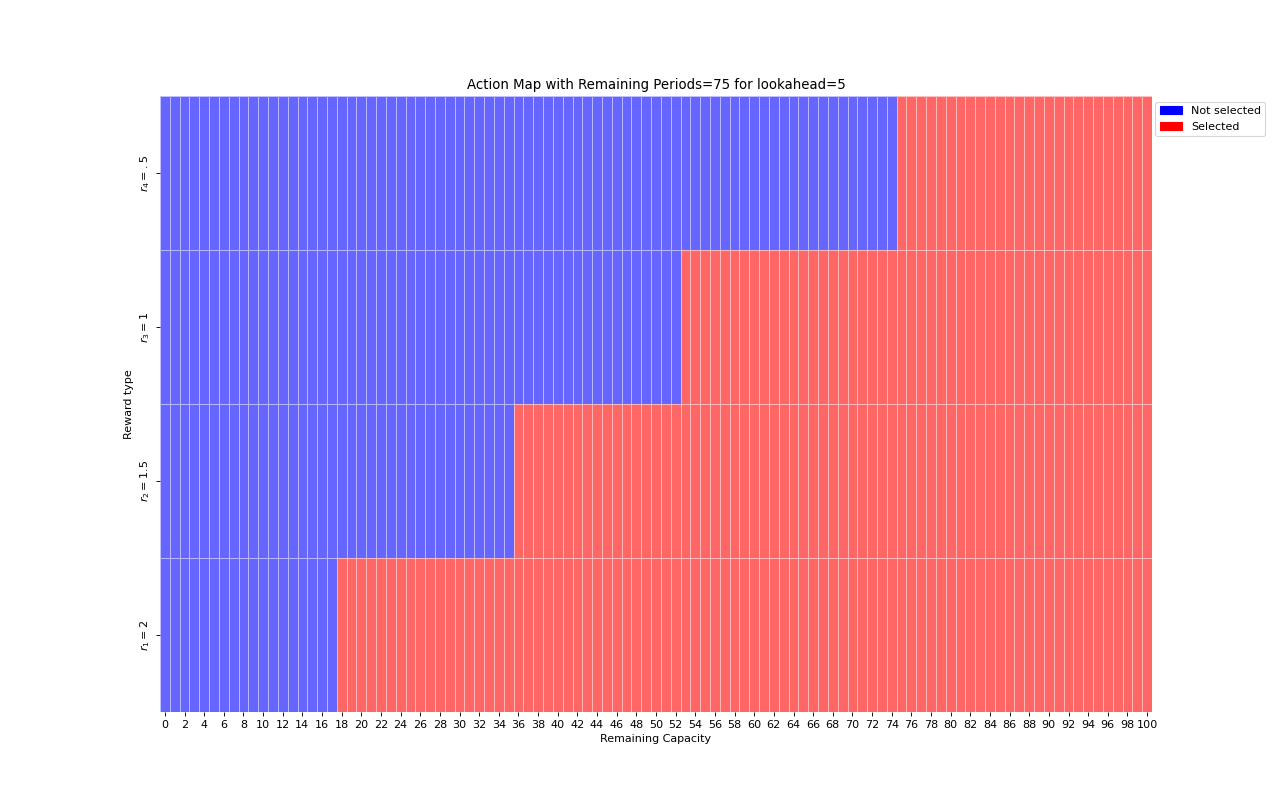 Action Map with Remaining Periods=75 for lookahead=5
Not selected
Selected
r₄ = .5
r₃ = 1
Reward type
r₂ = 1.5
r₁ = 2
0 2 4 6 8 10 12 14 16 18 20 22 24 26 28 30 32 34 36 38 40 42 44 46 48 50 52 54 56 58 60 62 64 66 68 70 72 74 76 78 80 82 84 86 88 90 92 94 96 98 100
Remaining Capacity